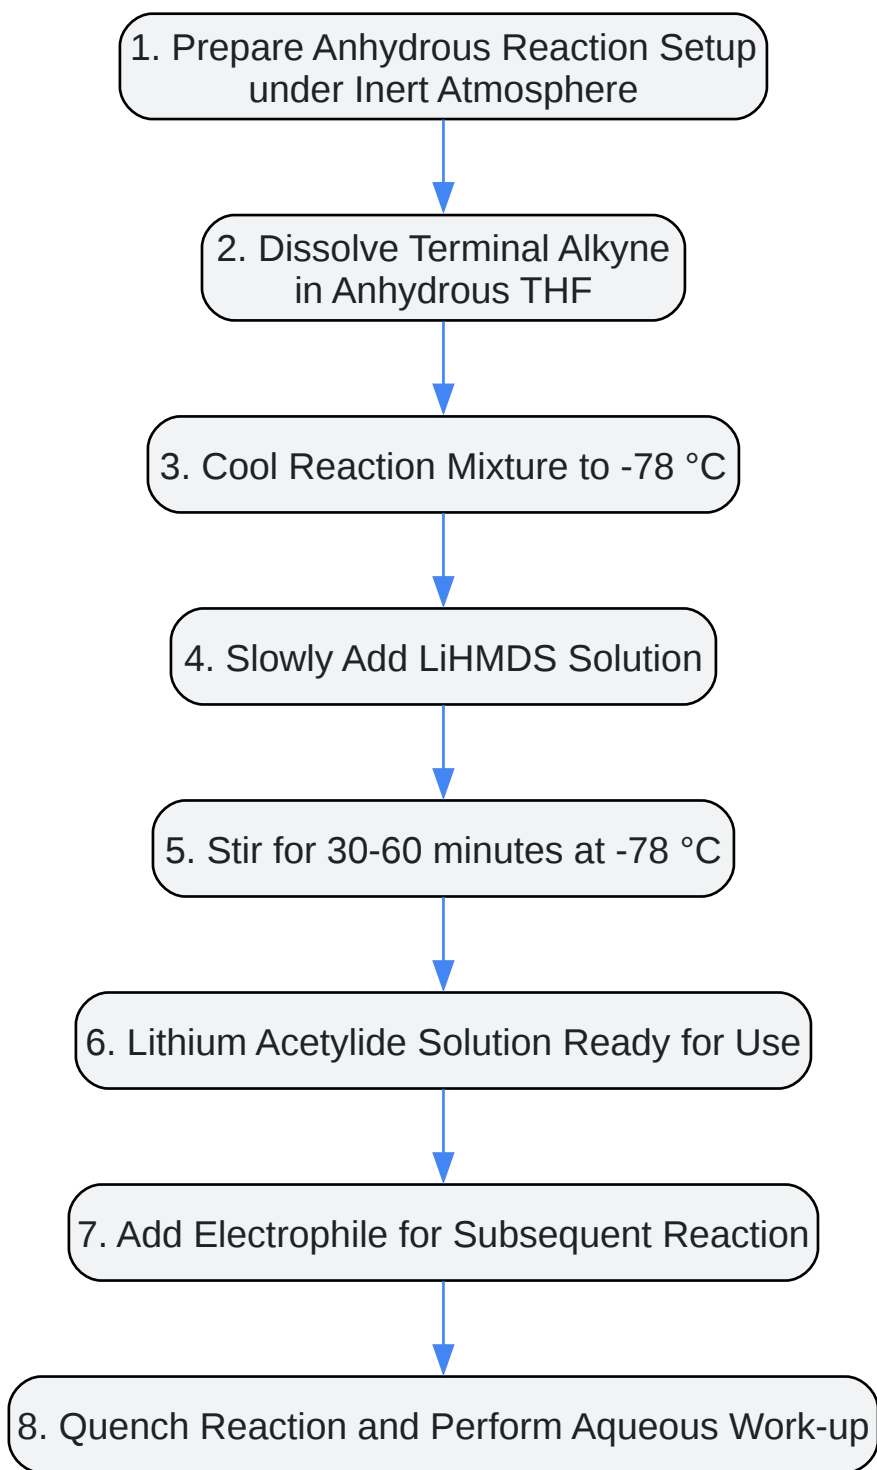 1. Prepare Anhydrous Reaction Setup
under Inert Atmosphere
2. Dissolve Terminal Alkyne
in Anhydrous THF
3. Cool Reaction Mixture to -78 °C
4. Slowly Add LiHMDS Solution
5. Stir for 30-60 minutes at -78 °C
6. Lithium Acetylide Solution Ready for Use
7. Add Electrophile for Subsequent Reaction
8. Quench Reaction and Perform Aqueous Work-up